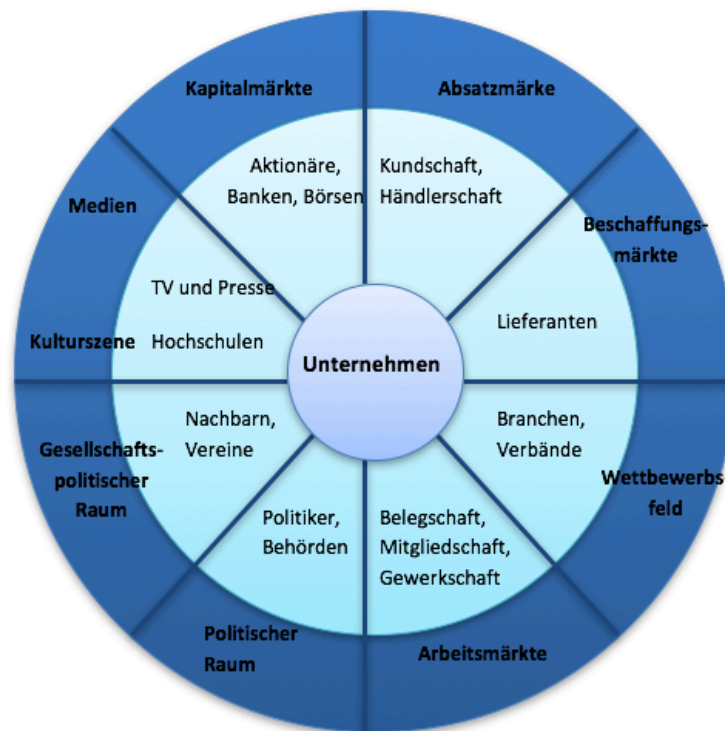 Kapitalmärkte
Absatzmärke
Aktionäre,
Banken, Börsen
Kundschaft,
Händlerschaft
Medien
Beschaffungs-
märkte
TV und Presse
Lieferanten
Kulturszene
Hochschulen
Unternehmen
Nachbarn,
Vereine
Branchen,
Verbände
Gesellschafts-
politischer
Raum
Wettbewerbs-
feld
Politiker,
Behörden
Belegschaft,
Mitgliedschaft,
Gewerkschaft
Politischer
Raum
Arbeitsmärkte